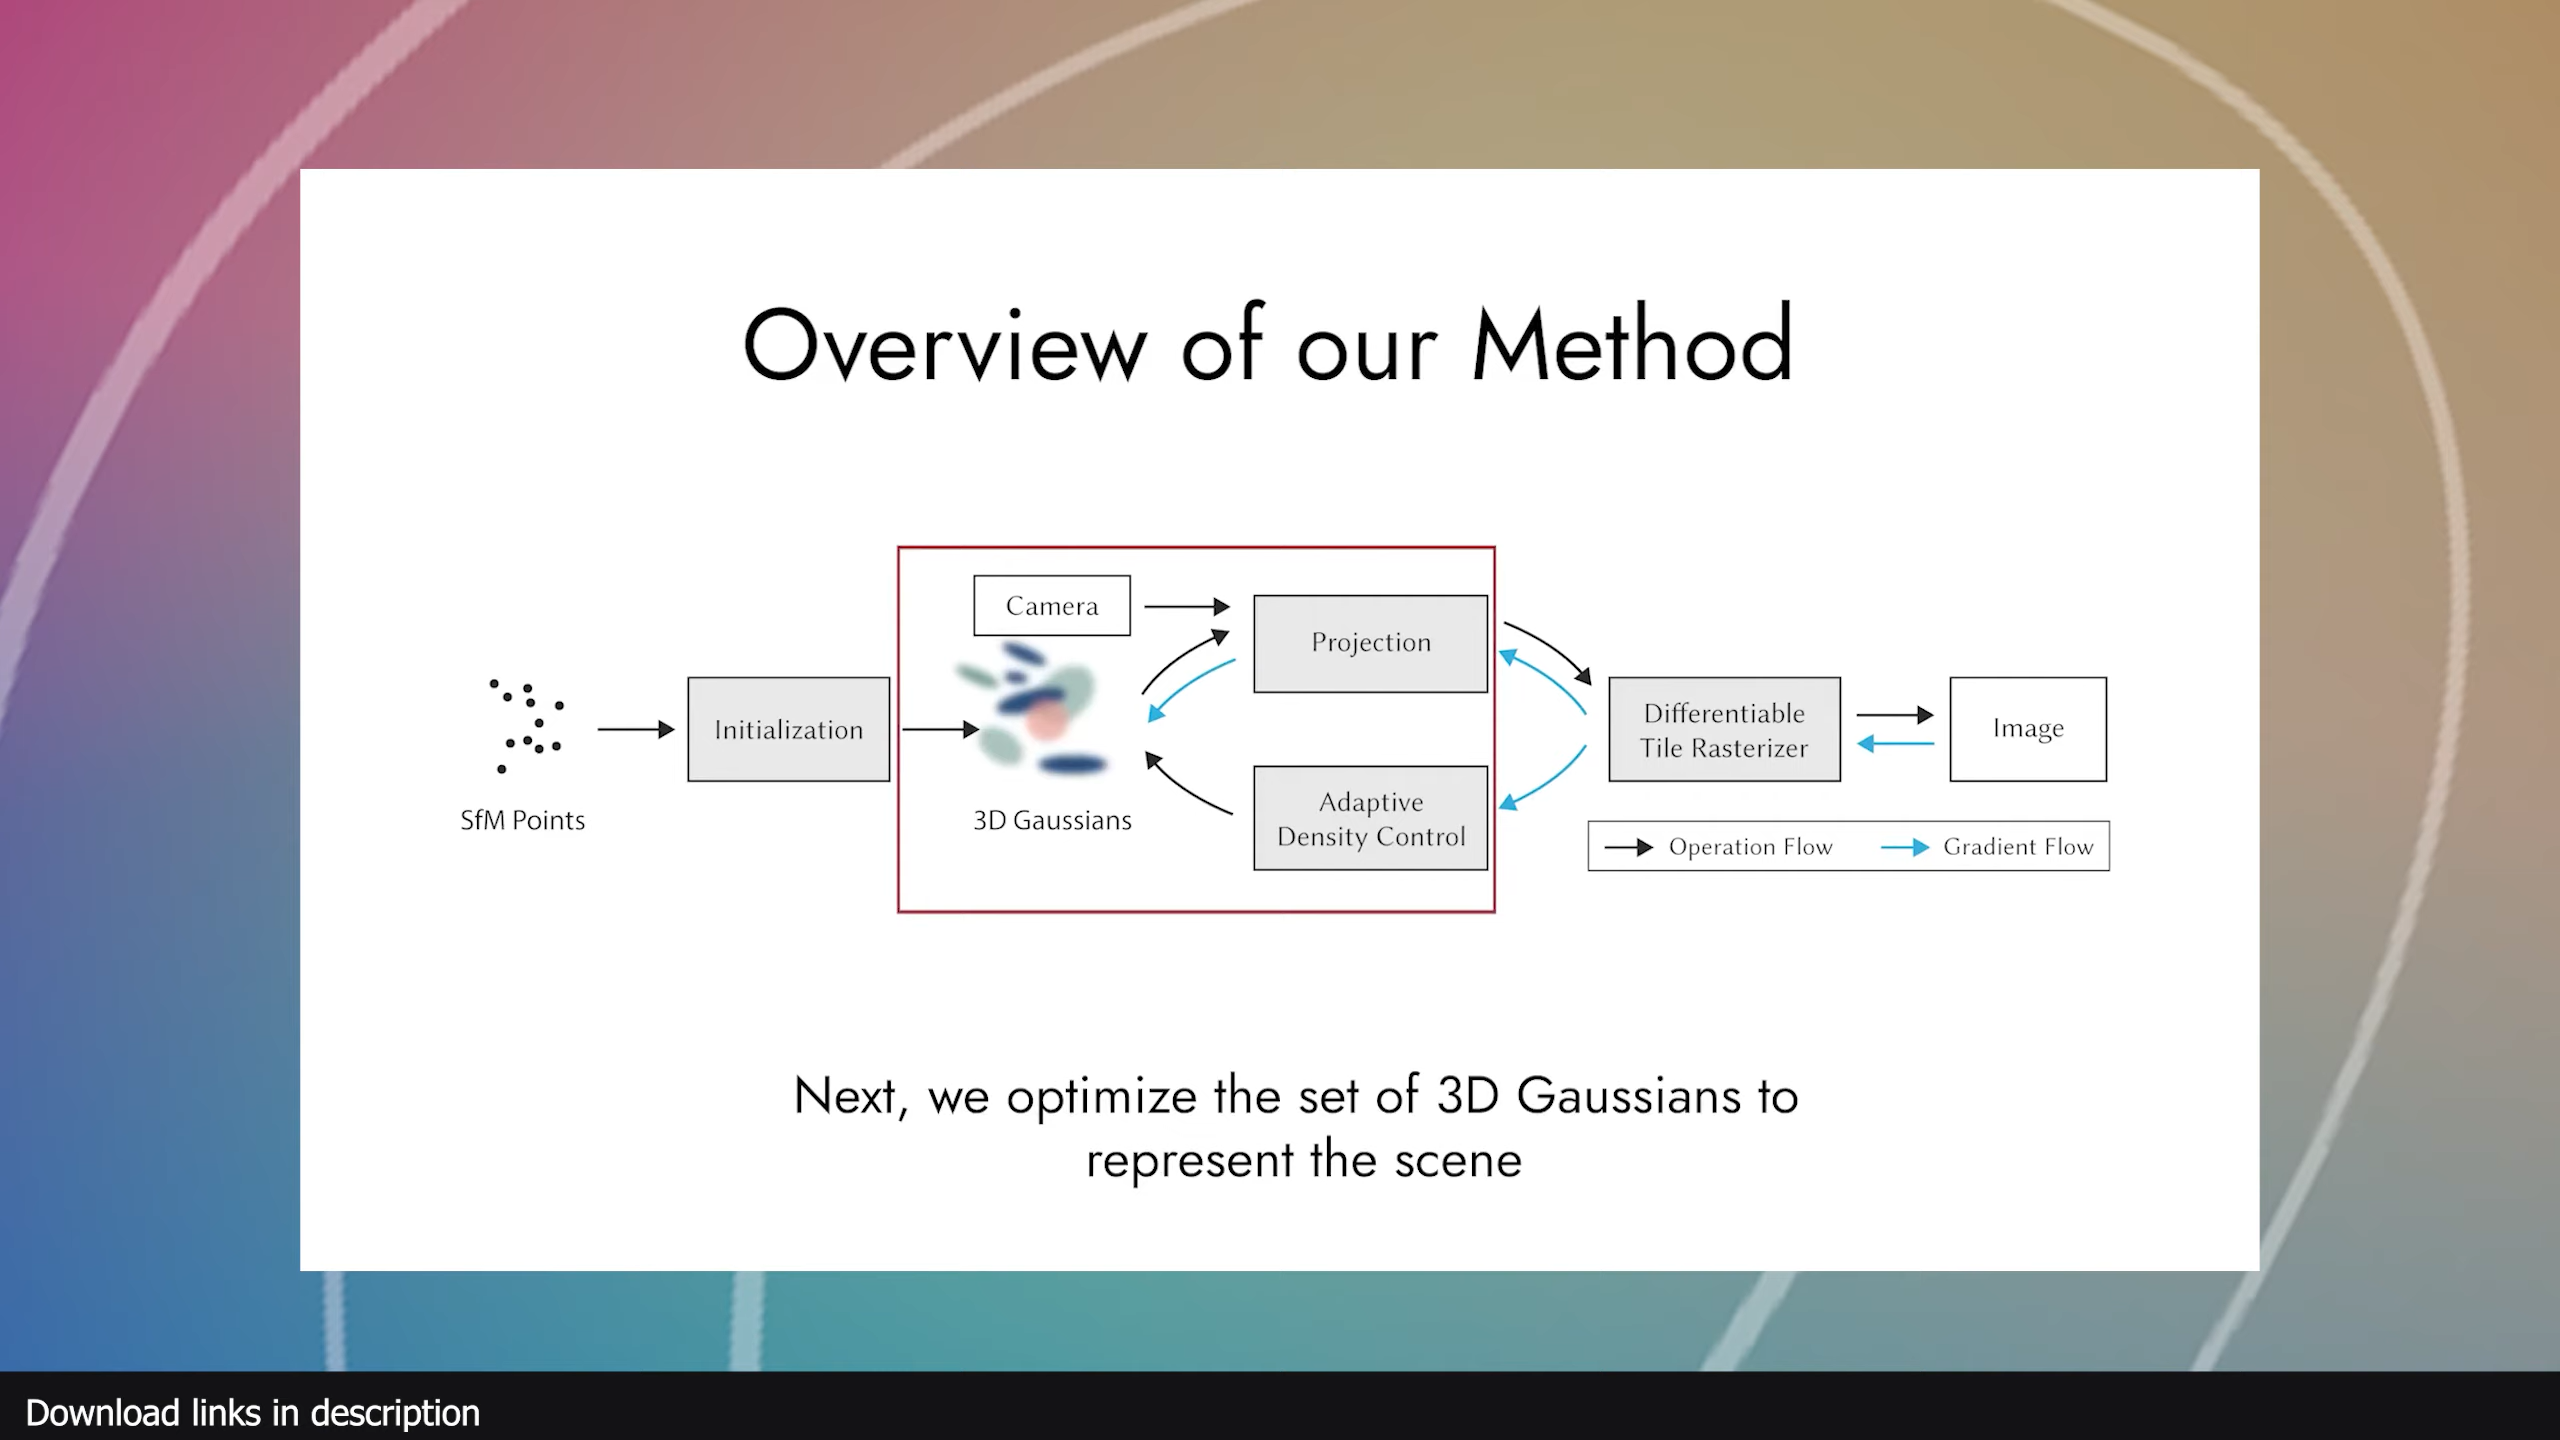 Overview of our Method
Camera
Projection
SfM Points
Initialization
3D Gaussians
Adaptive
Density Control
Differentiable
Tile Rasterizer
Image
Operation Flow
Gradient Flow
Next, we optimize the set of 3D Gaussians to
represent the scene
Download links in description